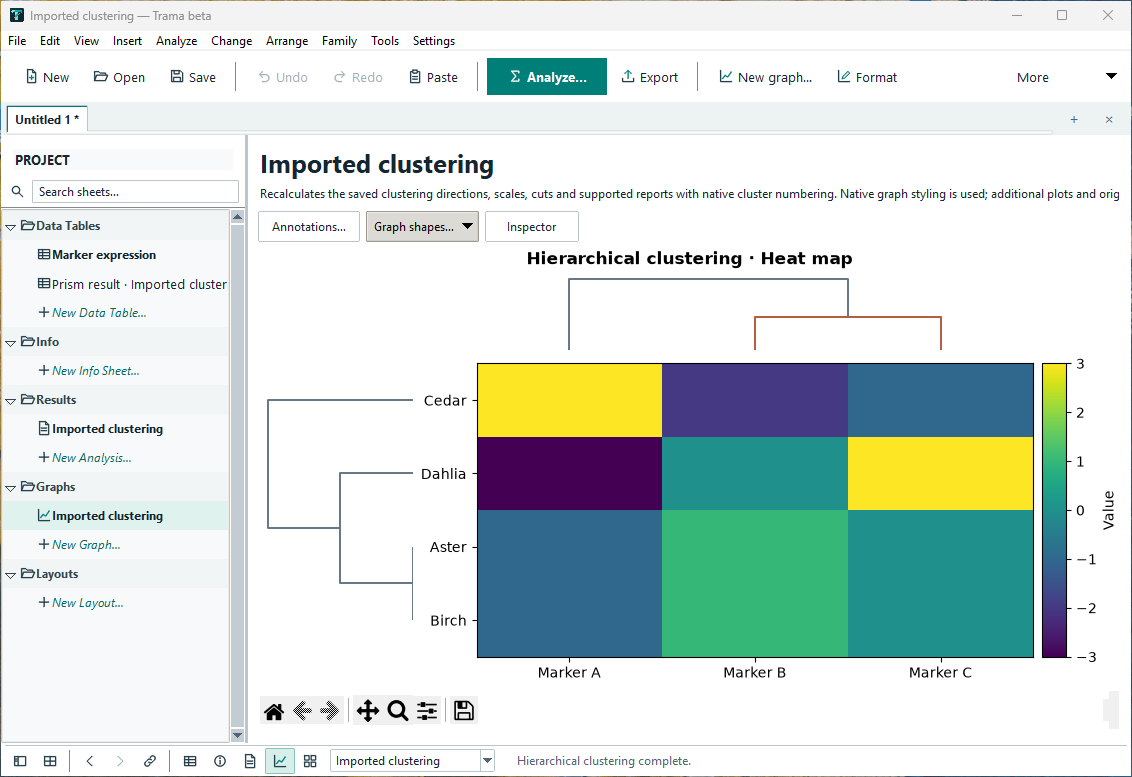 Imported clustering — Trama beta
File Edit View Insert Analyze Change Arrange Family Tools Settings
New Open Save Undo Redo Paste Σ Analyze... Export New graph... Format More
Untitled 1 * + ×
PROJECT
Search sheets...
Data Tables
Marker expression
Prism result · Imported cluster
New Data Table...
Info
New Info Sheet...
Results
Imported clustering
New Analysis...
Graphs
Imported clustering
New Graph...
Layouts
New Layout...
Imported clustering
Recalculates the saved clustering directions, scales, cuts and supported reports with native cluster numbering. Native graph styling is used; additional plots and orig
Annotations... Graph shapes... Inspector
Hierarchical clustering · Heat map
Cedar
Dahlia
Aster
Birch
Marker A Marker B Marker C
3
2
1
0
−1
−2
−3
Value
Imported clustering Hierarchical clustering complete.